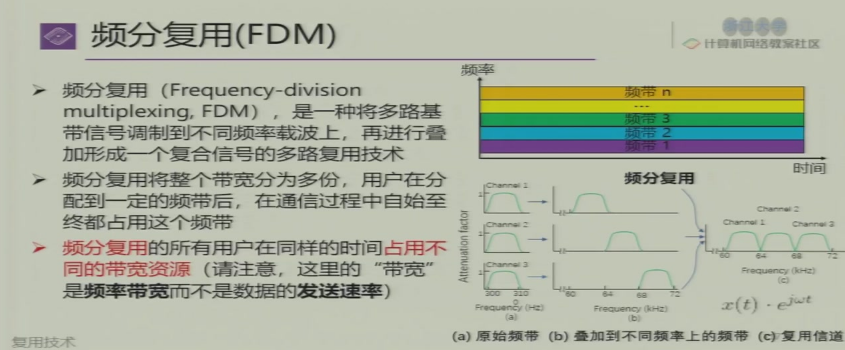 频分复用(FDM)
计算机网络教案社区
频分复用（Frequency-division
multiplexing, FDM），是一种将多路基
带信号调制到不同频率载波上，再进行叠
加形成一个复合信号的多路复用技术
频分复用将整个带宽分为多份，用户在分
配到一定的频带后，在通信过程中自始至
终都占用这个频带
频分复用的所有用户在同样的时间占用不
同的带宽资源（请注意，这里的“带宽”
是频率带宽而不是数据的发送速率）
频率
频带 n
...
频带 3
频带 2
频带 1
时间
频分复用
Attenuation factor
Channel 1
1
Channel 2
1
Channel 3
1
300 310
0
Frequency (Hz)
(a)
60 64 68 72
Frequency (kHz)
(b)
Channel 2
Channel 1 Channel 3
60 64 68 72
Frequency (kHz)
(c)
x(t) · e^{jωt}
(a) 原始频带 (b) 叠加到不同频率上的频带 (c) 复用信道
复用技术